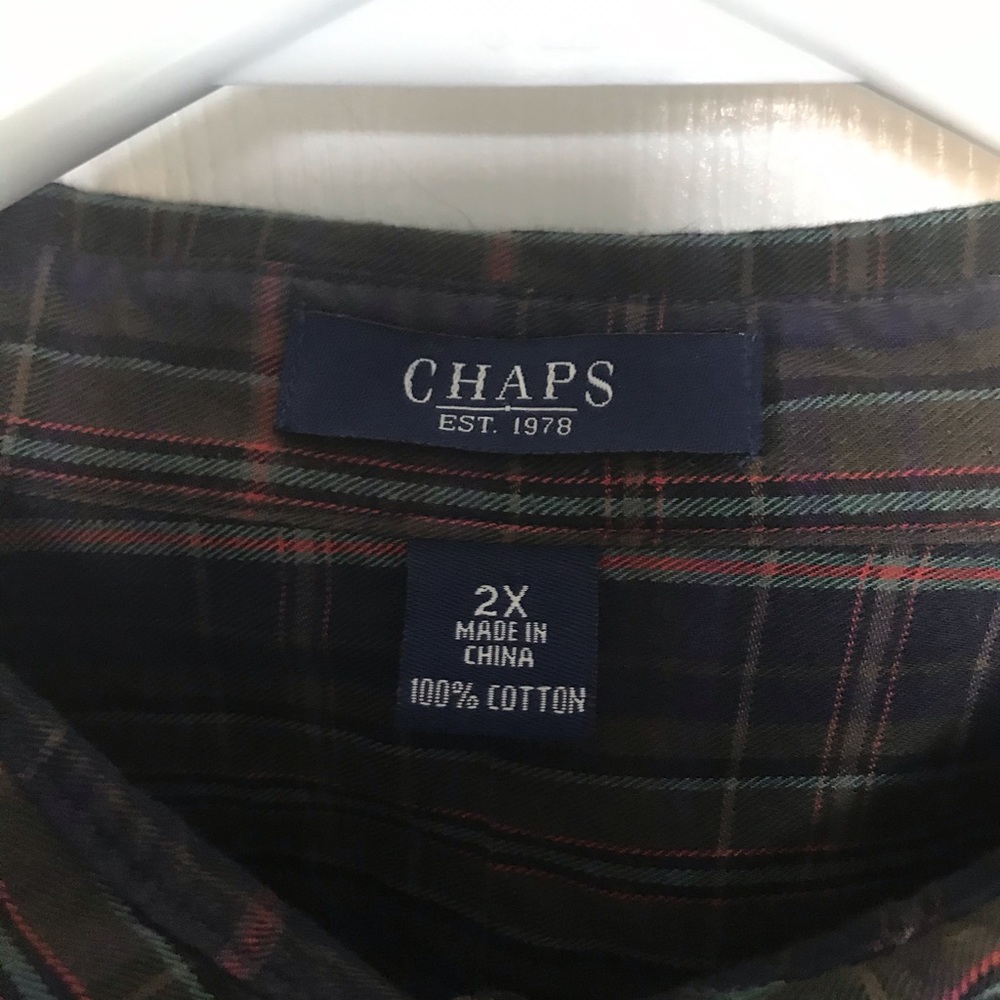 CHAPS
EST. 1978
2X
MADE IN
CHINA
100% COTTON